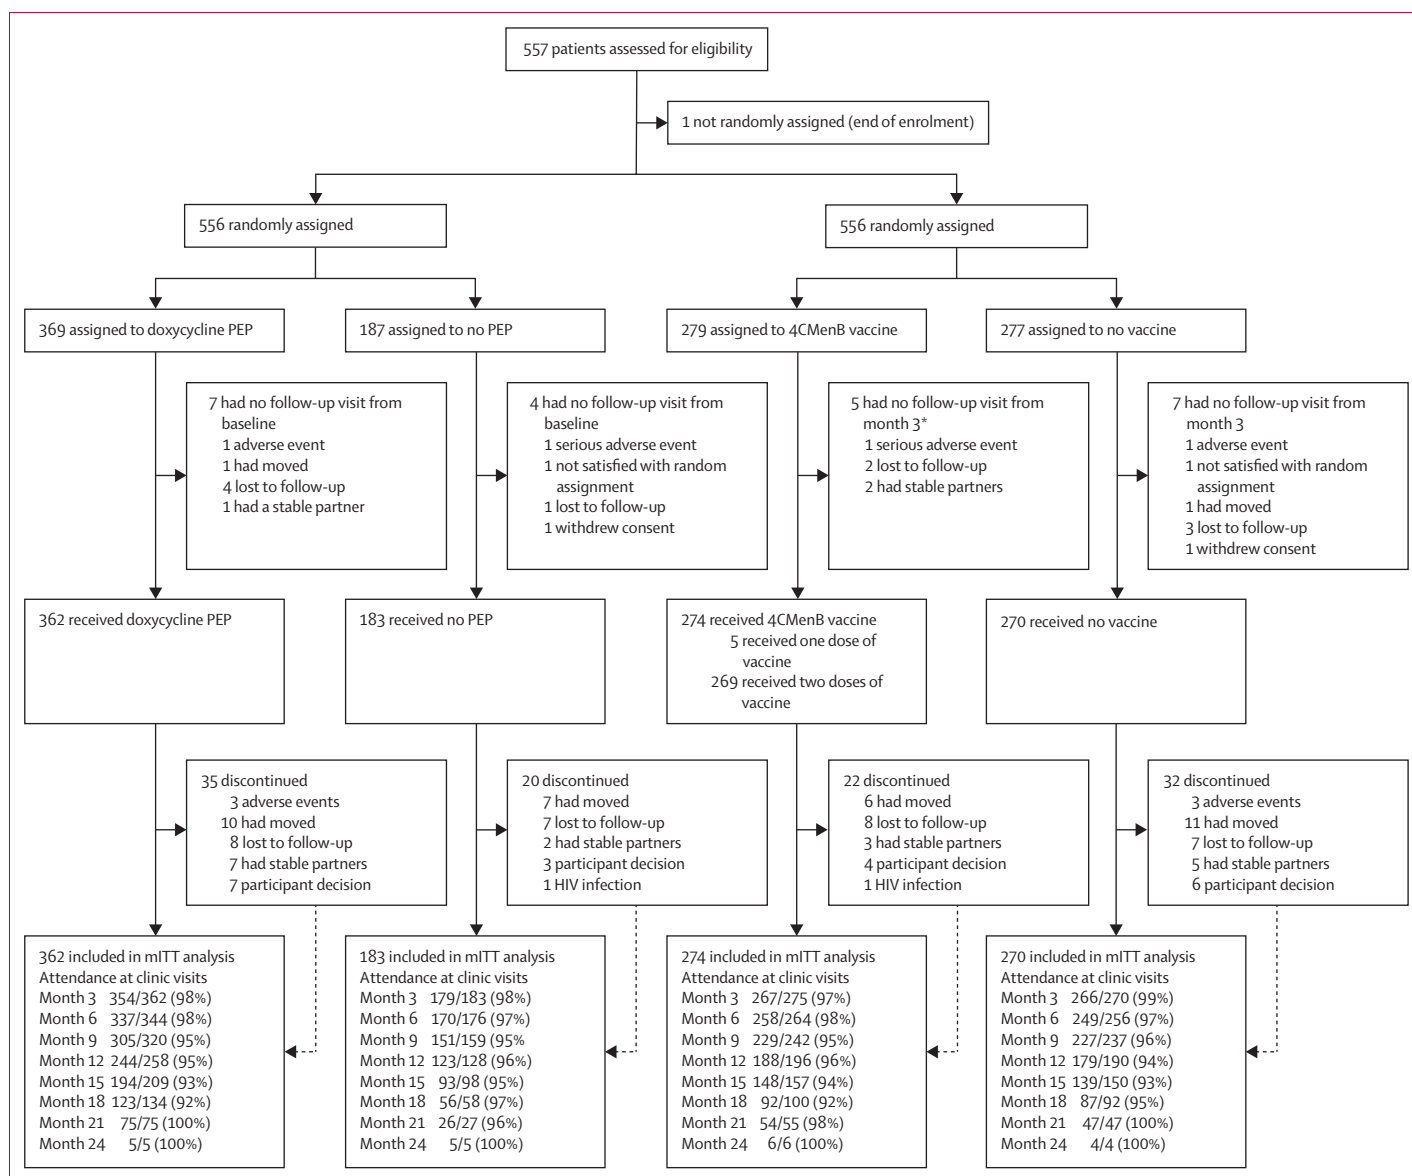 557 patients assessed for eligibility
1 not randomly assigned (end of enrolment)
556 randomly assigned
556 randomly assigned
369 assigned to doxycycline PEP
187 assigned to no PEP
279 assigned to 4CMenB vaccine
277 assigned to no vaccine
7 had no follow-up visit from
baseline
1 adverse event
1 had moved
4 lost to follow-up
1 had a stable partner
4 had no follow-up visit from
baseline
1 serious adverse event
1 not satisfied with random
assignment
1 lost to follow-up
1 withdrew consent
5 had no follow-up visit from
month 3*
1 serious adverse event
2 lost to follow-up
2 had stable partners
7 had no follow-up visit from
month 3
1 adverse event
1 not satisfied with random
assignment
1 had moved
3 lost to follow-up
1 withdrew consent
362 received doxycycline PEP
183 received no PEP
274 received 4CMenB vaccine
5 received one dose of
vaccine
269 received two doses of
vaccine
270 received no vaccine
35 discontinued
3 adverse events
10 had moved
8 lost to follow-up
7 had stable partners
7 participant decision
20 discontinued
7 had moved
7 lost to follow-up
2 had stable partners
3 participant decision
1 HIV infection
22 discontinued
6 had moved
8 lost to follow-up
3 had stable partners
4 participant decision
1 HIV infection
32 discontinued
3 adverse events
11 had moved
7 lost to follow-up
5 had stable partners
6 participant decision
362 included in mITT analysis
Attendance at clinic visits
Month 3 354/362 (98%)
Month 6 337/344 (98%)
Month 9 305/320 (95%)
Month 12 244/258 (95%)
Month 15 194/209 (93%)
Month 18 123/134 (92%)
Month 21 75/75 (100%)
Month 24 5/5 (100%)
183 included in mITT analysis
Attendance at clinic visits
Month 3 179/183 (98%)
Month 6 170/176 (97%)
Month 9 151/159 (95%
Month 12 123/128 (96%)
Month 15 93/98 (95%)
Month 18 56/58 (97%)
Month 21 26/27 (96%)
Month 24 5/5 (100%)
274 included in mITT analysis
Attendance at clinic visits
Month 3 267/275 (97%)
Month 6 258/264 (98%)
Month 9 229/242 (95%)
Month 12 188/196 (96%)
Month 15 148/157 (94%)
Month 18 92/100 (92%)
Month 21 54/55 (98%)
Month 24 6/6 (100%)
270 included in mITT analysis
Attendance at clinic visits
Month 3 266/270 (99%)
Month 6 249/256 (97%)
Month 9 227/237 (96%)
Month 12 179/190 (94%)
Month 15 139/150 (93%)
Month 18 87/92 (95%)
Month 21 47/47 (100%)
Month 24 4/4 (100%)